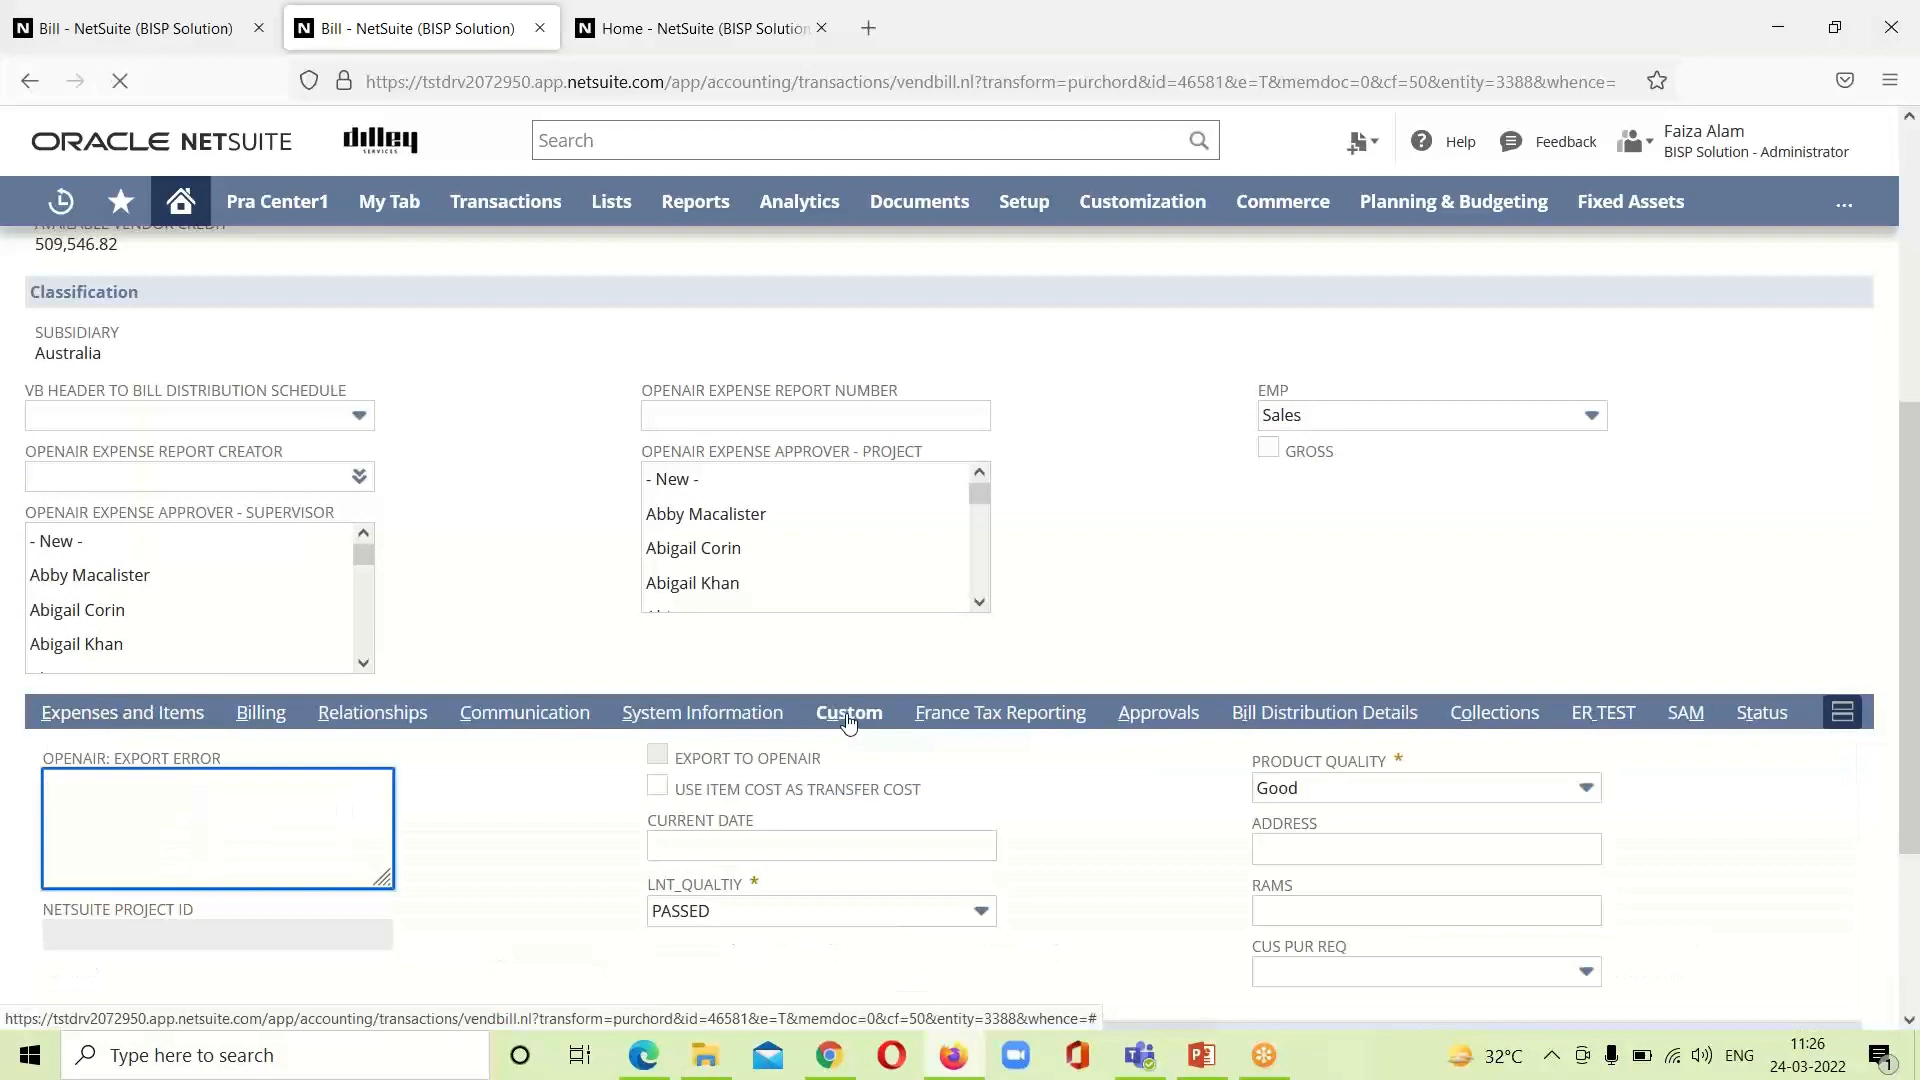 Bill - NetSuite (BISP Solution)
Bill - NetSuite (BISP Solution)
Home - NetSuite (BISP Solution
https://tstdrv2072950.app.netsuite.com/app/accounting/transactions/vendbill.nl?transform=purchord&id=46581&e=T&memdoc=0&cf=50&entity=3388&whence=
ORACLE NETSUITE
dilley
SERVICES
Search
Help
Feedback
Faiza Alam
BISP Solution - Administrator
Pra Center1
My Tab
Transactions
Lists
Reports
Analytics
Documents
Setup
Customization
Commerce
Planning & Budgeting
Fixed Assets
...
AVAILABLE VENDOR CREDIT
509,546.82
Classification
SUBSIDIARY
Australia
VB HEADER TO BILL DISTRIBUTION SCHEDULE
OPENAIR EXPENSE REPORT CREATOR
OPENAIR EXPENSE APPROVER - SUPERVISOR
- New -
Abby Macalister
Abigail Corin
Abigail Khan
OPENAIR EXPENSE REPORT NUMBER
OPENAIR EXPENSE APPROVER - PROJECT
- New -
Abby Macalister
Abigail Corin
Abigail Khan
EMP
Sales
GROSS
Expenses and Items
Billing
Relationships
Communication
System Information
Custom
France Tax Reporting
Approvals
Bill Distribution Details
Collections
ER_TEST
SAM
Status
OPENAIR: EXPORT ERROR
NETSUITE PROJECT ID
EXPORT TO OPENAIR
USE ITEM COST AS TRANSFER COST
CURRENT DATE
LNT_QUALTIY *
PASSED
PRODUCT QUALITY *
Good
ADDRESS
RAMS
CUS PUR REQ
https://tstdrv2072950.app.netsuite.com/app/accounting/transactions/vendbill.nl?transform=purchord&id=46581&e=T&memdoc=0&cf=50&entity=3388&whence=#
Type here to search
32°C
ENG
11:26
24-03-2022
1